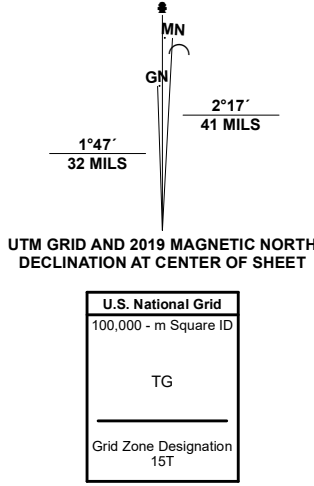 MN
GN
2°17´
41 MILS
1°47´
32 MILS
UTM GRID AND 2019 MAGNETIC NORTH
DECLINATION AT CENTER OF SHEET
U.S. National Grid
100,000 - m Square ID
TG
Grid Zone Designation
15T